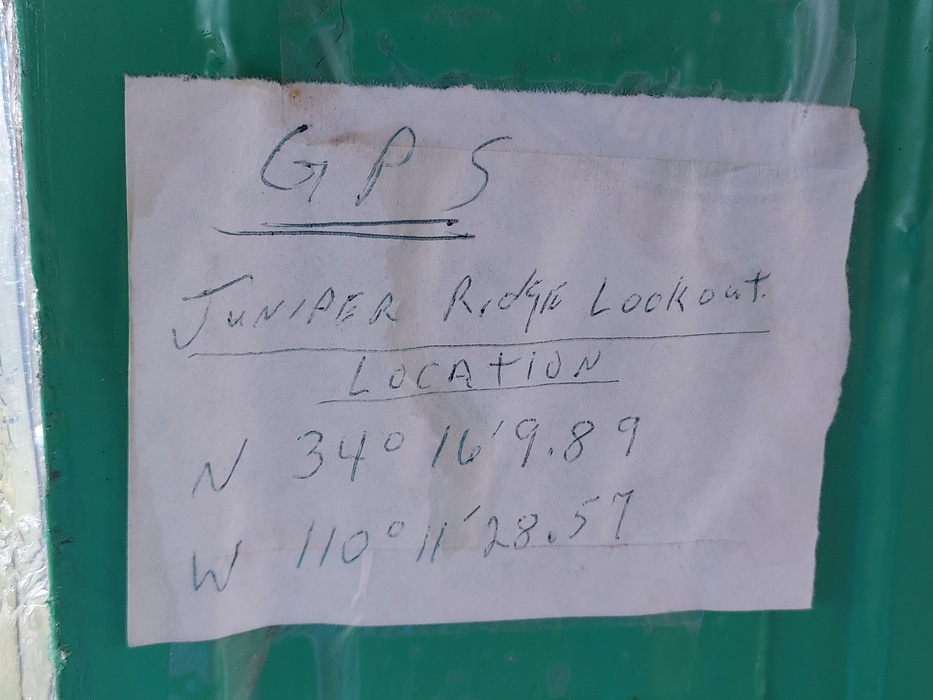 GPS
JUNIPER RidgE LOOKout.
LOCATION
N 34° 16' 9.89
W 110° 11' 28.57